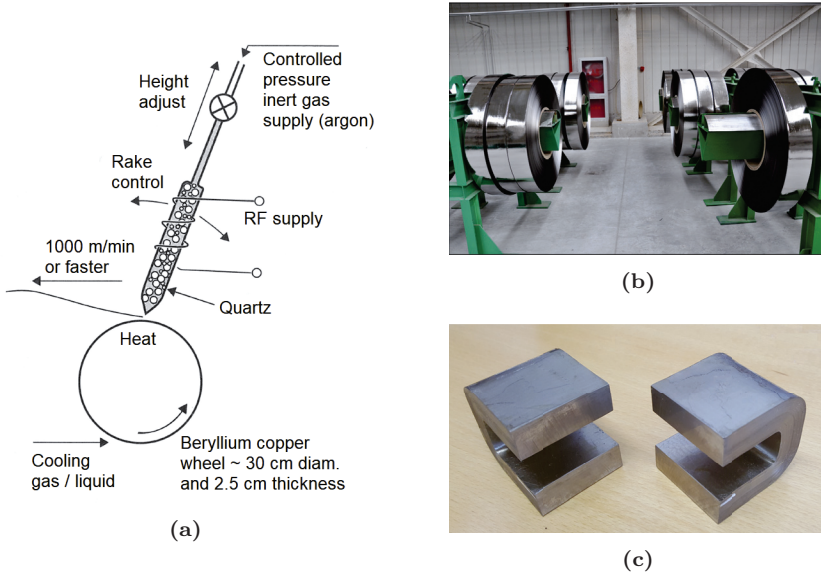 Controlled
pressure
inert gas
supply (argon)
Height
adjust
Rake
control
RF supply
1000 m/min
or faster
Quartz
Heat
Beryllium copper
wheel ~ 30 cm diam.
and 2.5 cm thickness
Cooling
gas / liquid
(a)
(b)
(c)